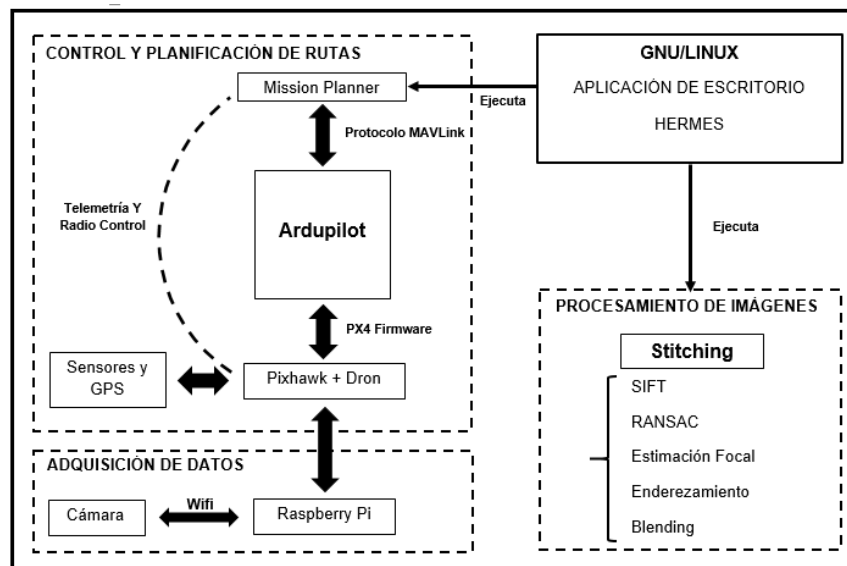 CONTROL Y PLANIFICACIÓN DE RUTAS
Mission Planner
Protocolo MAVLink
Telemetría Y
Radio Control
Ardupilot
PX4 Firmware
Sensores y
GPS
Pixhawk + Dron
ADQUISICIÓN DE DATOS
Cámara
Wifi
Raspberry Pi
GNU/LINUX
APLICACIÓN DE ESCRITORIO
HERMES
Ejecuta
Ejecuta
PROCESAMIENTO DE IMÁGENES
Stitching
SIFT
RANSAC
Estimación Focal
Enderezamiento
Blending